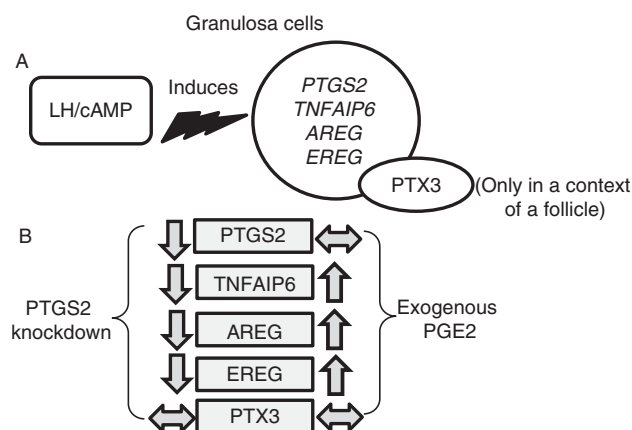 Granulosa cells
A
LH/cAMP
Induces
PTGS2
TNFAIP6
AREG
EREG
PTX3
(Only in a context
of a follicle)
B
PTGS2
TNFAIP6
AREG
EREG
PTX3
PTGS2
knockdown
Exogenous
PGE2